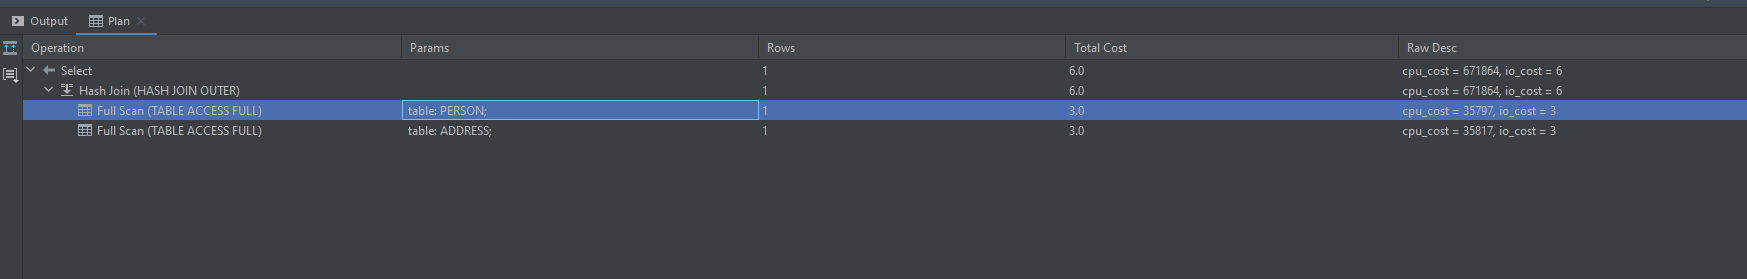 Output Plan
Operation Params Rows Total Cost Raw Desc
Select 1 6.0 cpu_cost = 671864, io_cost = 6
Hash Join (HASH JOIN OUTER) 1 6.0 cpu_cost = 671864, io_cost = 6
Full Scan (TABLE ACCESS FULL) table: PERSON; 1 3.0 cpu_cost = 35797, io_cost = 3
Full Scan (TABLE ACCESS FULL) table: ADDRESS; 1 3.0 cpu_cost = 35817, io_cost = 3